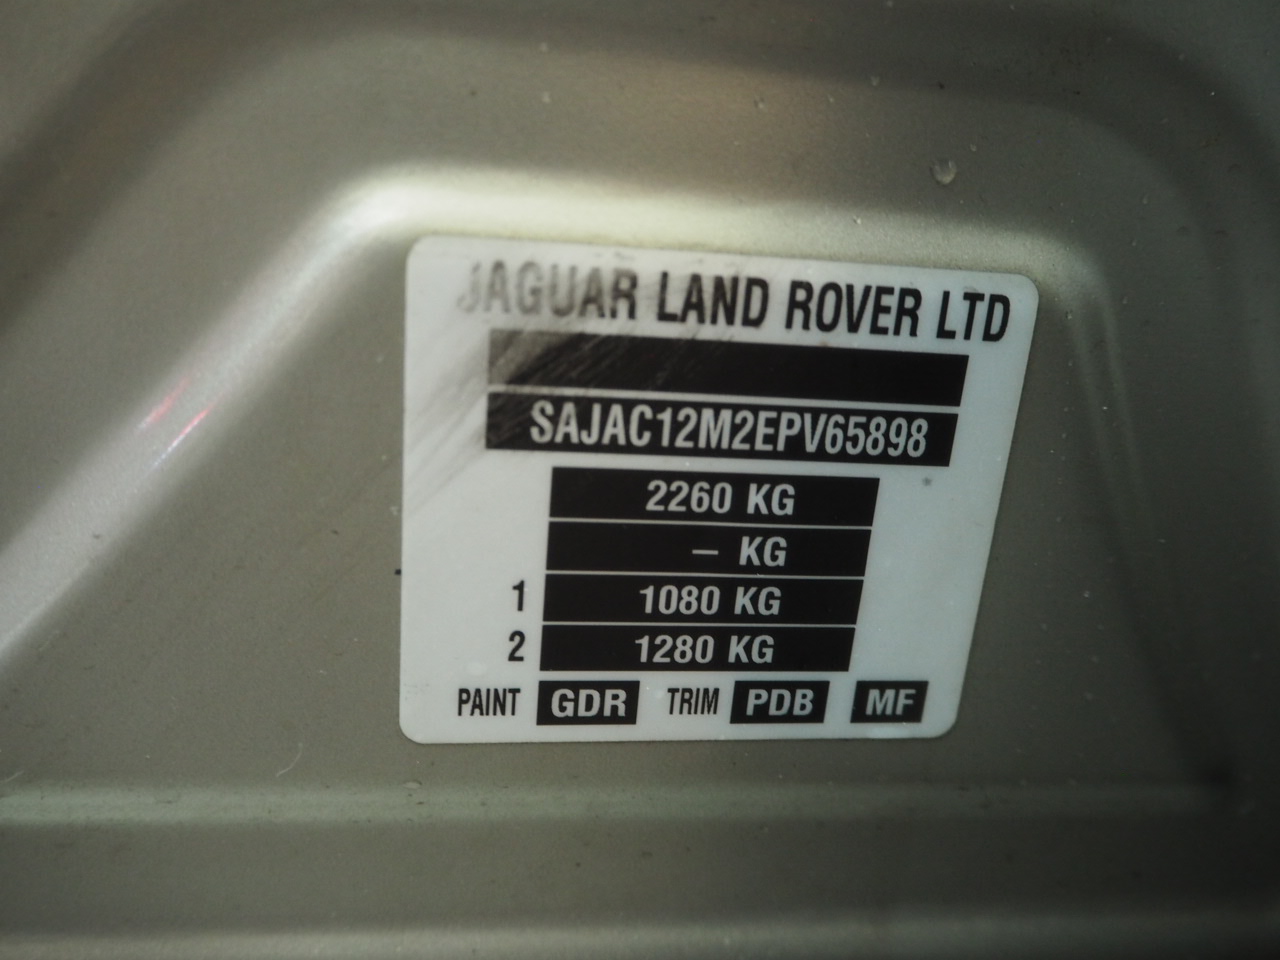 JAGUAR LAND ROVER LTD
SAJAC12M2EPV65898
2260 KG
– KG
1 1080 KG
2 1280 KG
PAINT GDR TRIM PDB MF